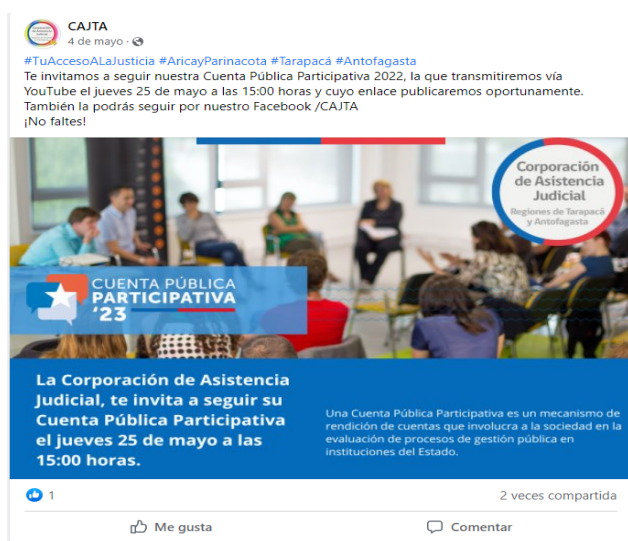 CAJTA
4 de mayo ·
#TuAccesoALaJusticia #AricayParinacota #Tarapacá #Antofagasta
Te invitamos a seguir nuestra Cuenta Pública Participativa 2022, la que transmitiremos vía
YouTube el jueves 25 de mayo a las 15:00 horas y cuyo enlace publicaremos oportunamente.
También la podrás seguir por nuestro Facebook /CAJTA
¡No faltes!
Corporación
de Asistencia
Judicial
Regiones de Tarapacá
y Antofagasta
CUENTA PÚBLICA
PARTICIPATIVA
'23
La Corporación de Asistencia
Judicial, te invita a seguir su
Cuenta Pública Participativa
el jueves 25 de mayo a las
15:00 horas.
Una Cuenta Pública Participativa es un mecanismo de
rendición de cuentas que involucra a la sociedad en la
evaluación de procesos de gestión pública en
instituciones del Estado.
1
2 veces compartida
Me gusta
Comentar